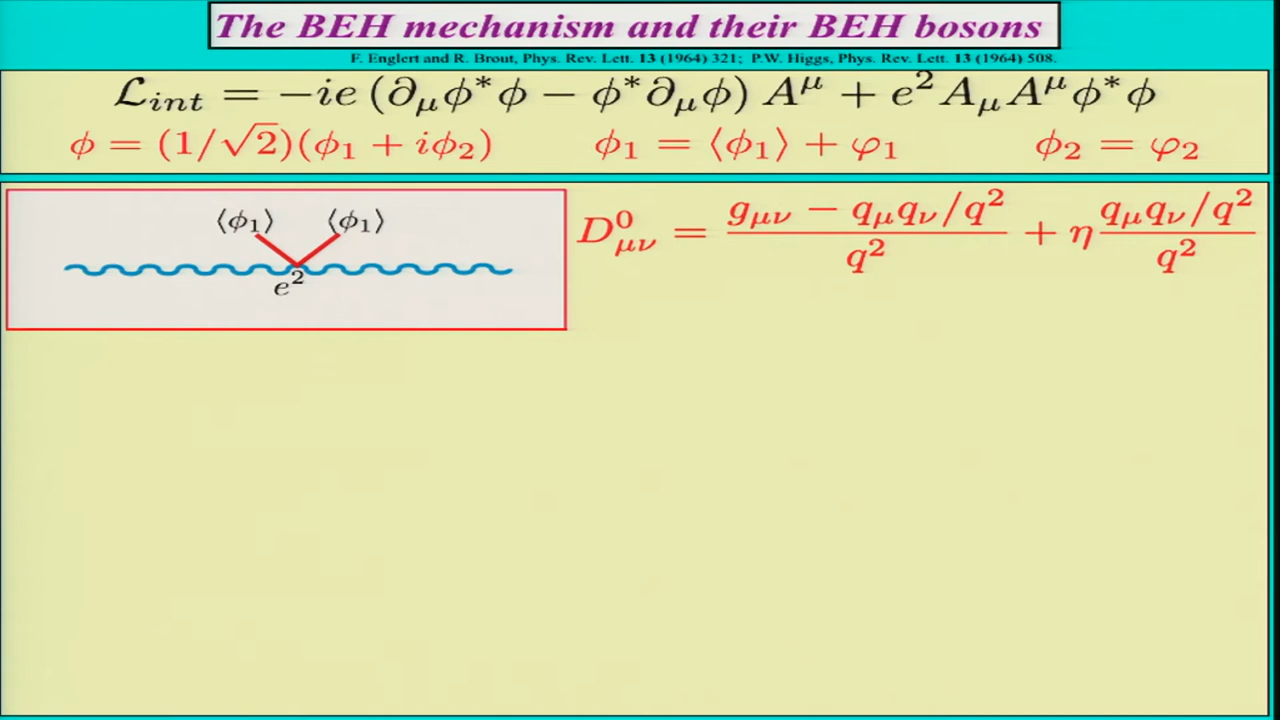 The BEH mechanism and their BEH bosons
F. Englert and R. Brout, Phys. Rev. Lett. 13 (1964) 321; P.W. Higgs, Phys. Rev. Lett. 13 (1964) 508.
ℒ_int = −ie (∂_μϕ*ϕ − ϕ*∂_μϕ) A^μ + e²A_μA^μϕ*ϕ
ϕ = (1/√2)(ϕ₁ + iϕ₂) ϕ₁ = ⟨ϕ₁⟩ + φ₁ ϕ₂ = φ₂
⟨ϕ₁⟩ ⟨ϕ₁⟩
e²
D⁰_μν = (g_μν − q_μq_ν/q²)/q² + η (q_μq_ν/q²)/q²